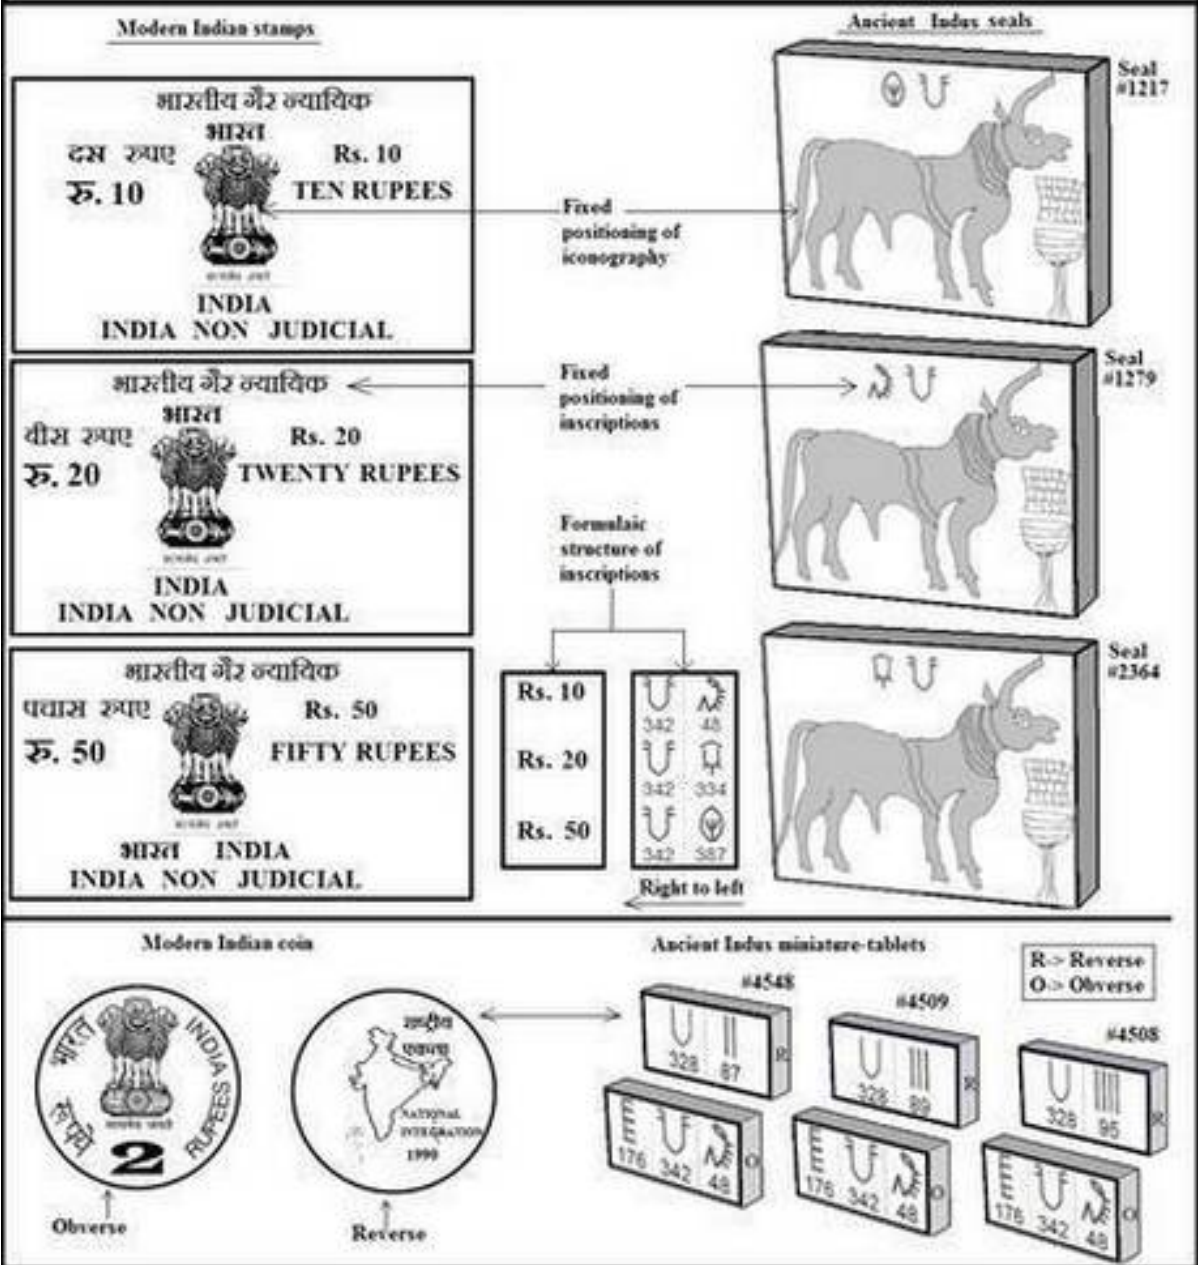 Modern Indian stamps
Ancient Indus seals
भारतीय गैर न्यायिक
भारत
दस रुपए Rs. 10
रु. 10 TEN RUPEES
INDIA
INDIA NON JUDICIAL
Seal
#1217
Fixed
positioning of
iconography
भारतीय गैर न्यायिक
भारत
बीस रुपए Rs. 20
रु. 20 TWENTY RUPEES
INDIA
INDIA NON JUDICIAL
Fixed
positioning of
inscriptions
Seal
#1279
Formulaic
structure of
inscriptions
भारतीय गैर न्यायिक
पचास रुपए Rs. 50
रु. 50 FIFTY RUPEES
भारत INDIA
INDIA NON JUDICIAL
Rs. 10
Rs. 20
Rs. 50
342 48
342 334
342 387
Right to left
Seal
#2364
Modern Indian coin
Ancient Indus miniature-tablets
R-> Reverse
O-> Obverse
भारत
रुपये
INDIA
RUPEES
2
Obverse
राष्ट्रीय
एकता
NATIONAL
INTEGRATION
1990
Reverse
#4548
328 87
R
176 342 48
O
#4509
328 89
R
176 342 48
O
#4508
328 95
R
176 342 48
O